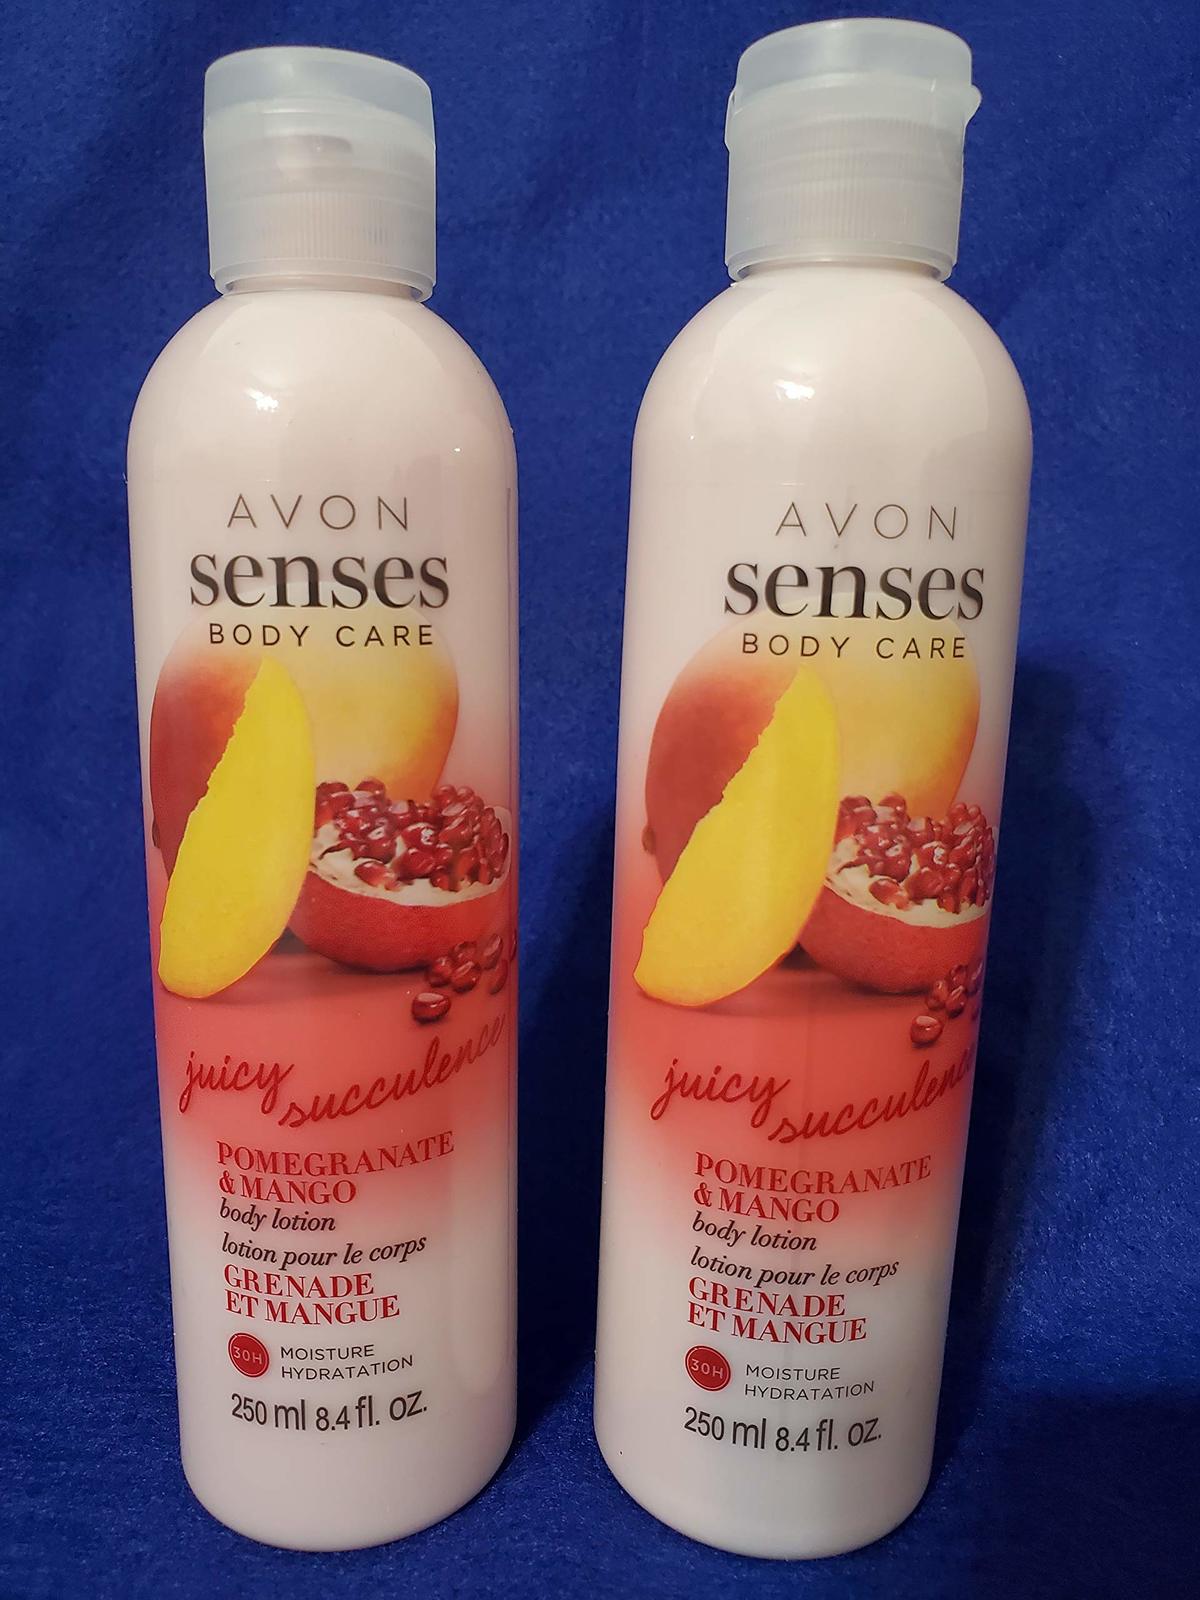 AVON
senses
BODY CARE
juicy
succulence
POMEGRANATE
& MANGO
body lotion
lotion pour le corps
GRENADE
ET MANGUE
30H
MOISTURE
HYDRATATION
250 ml 8.4 fl. oz.
AVON
senses
BODY CARE
juicy
succulence
POMEGRANATE
& MANGO
body lotion
lotion pour le corps
GRENADE
ET MANGUE
30H
MOISTURE
HYDRATATION
250 ml 8.4 fl. oz.